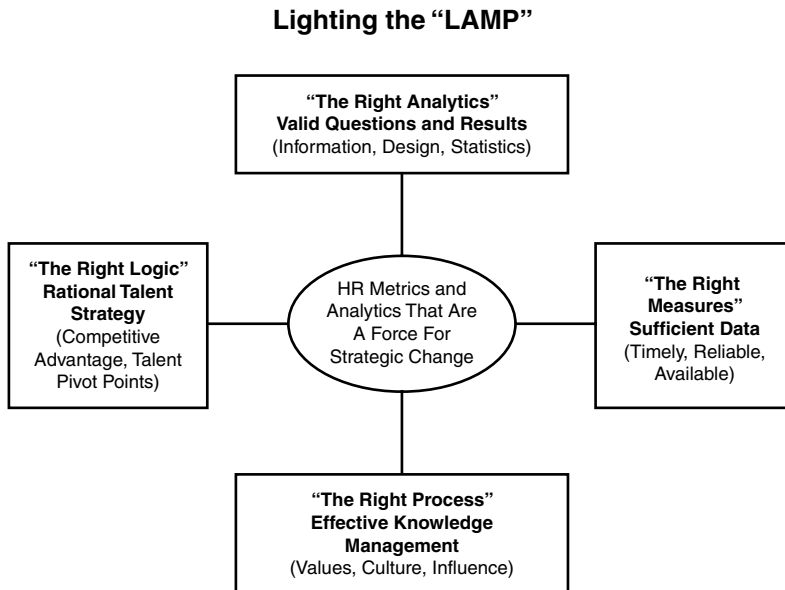 Lighting the “LAMP”
“The Right Analytics”
Valid Questions and Results
(Information, Design, Statistics)
“The Right Logic”
Rational Talent
Strategy
(Competitive
Advantage, Talent
Pivot Points)
HR Metrics and
Analytics That Are
A Force For
Strategic Change
“The Right
Measures”
Sufficient Data
(Timely, Reliable,
Available)
“The Right Process”
Effective Knowledge
Management
(Values, Culture, Influence)